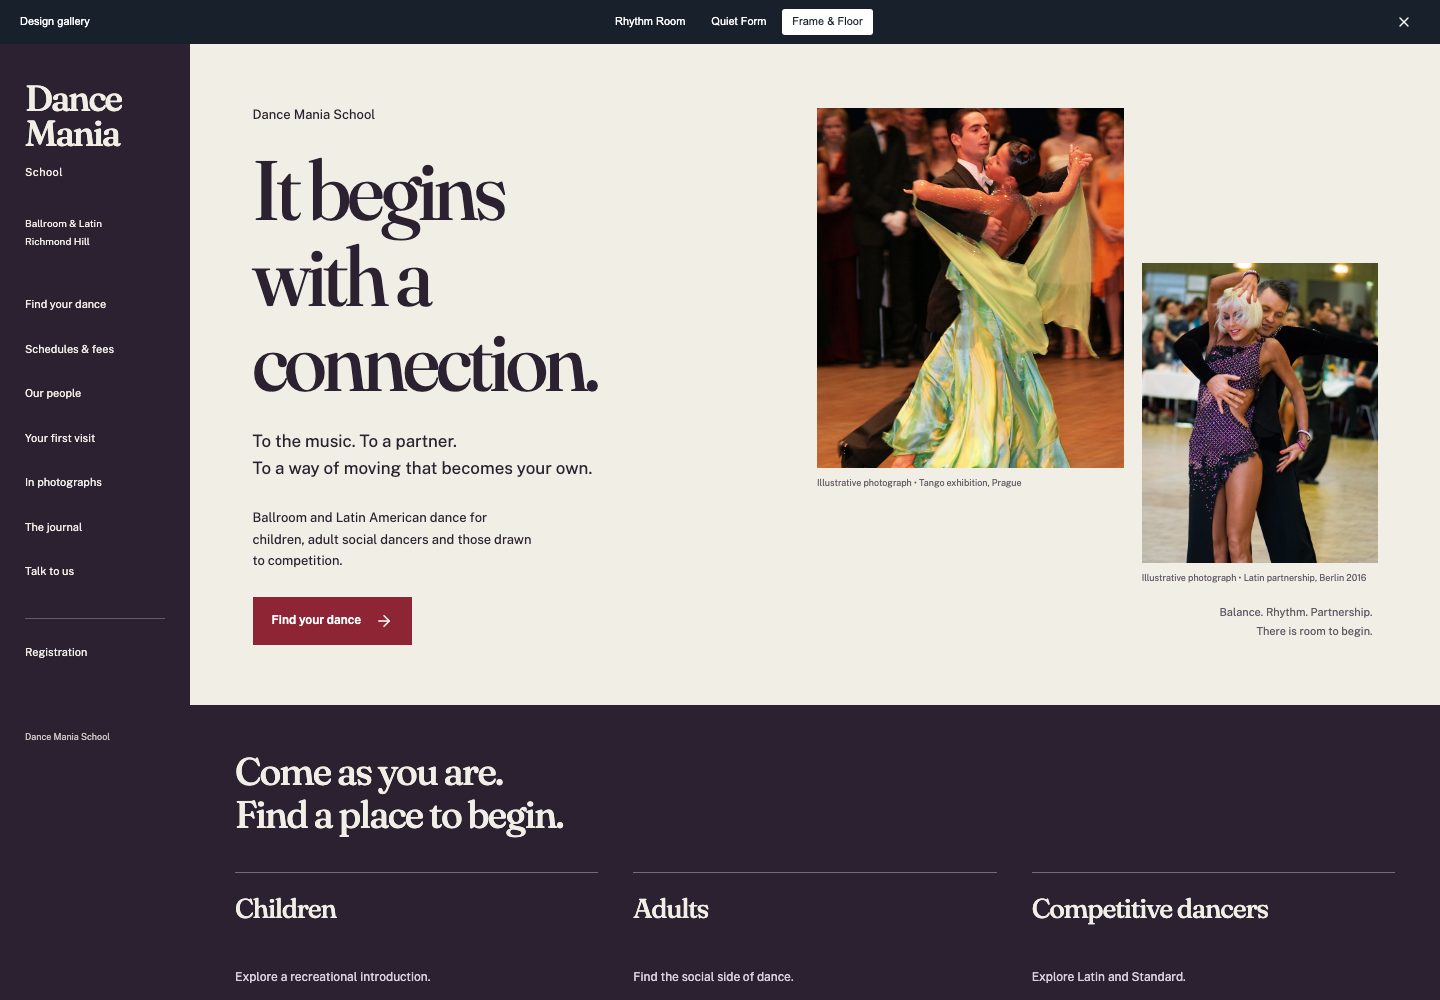 Design gallery
Rhythm Room
Quiet Form
Frame & Floor
Dance
Mania
School
Ballroom & Latin
Richmond Hill
Find your dance
Schedules & fees
Our people
Your first visit
In photographs
The journal
Talk to us
Registration
Dance Mania School
Dance Mania School
It begins
with a
connection.
To the music. To a partner.
To a way of moving that becomes your own.
Ballroom and Latin American dance for
children, adult social dancers and those drawn
to competition.
Find your dance
Illustrative photograph • Tango exhibition, Prague
Illustrative photograph • Latin partnership, Berlin 2016
Balance. Rhythm. Partnership.
There is room to begin.
Come as you are.
Find a place to begin.
Children
Explore a recreational introduction.
Adults
Find the social side of dance.
Competitive dancers
Explore Latin and Standard.